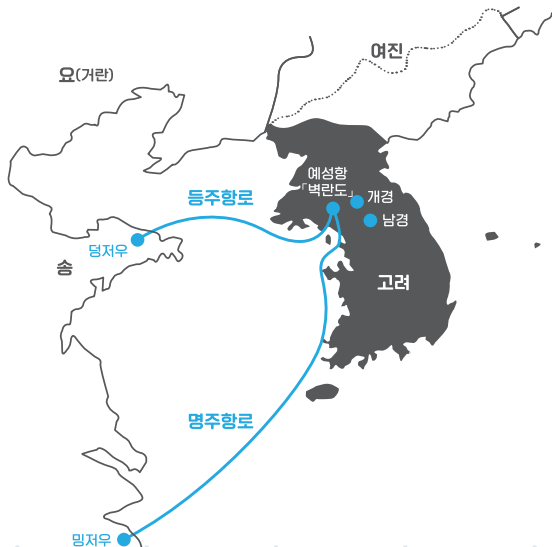 여진
요(거란)
예성항
「벽란도」
개경
등주항로
남경
덩저우
송
고려
명주항로
밍저우